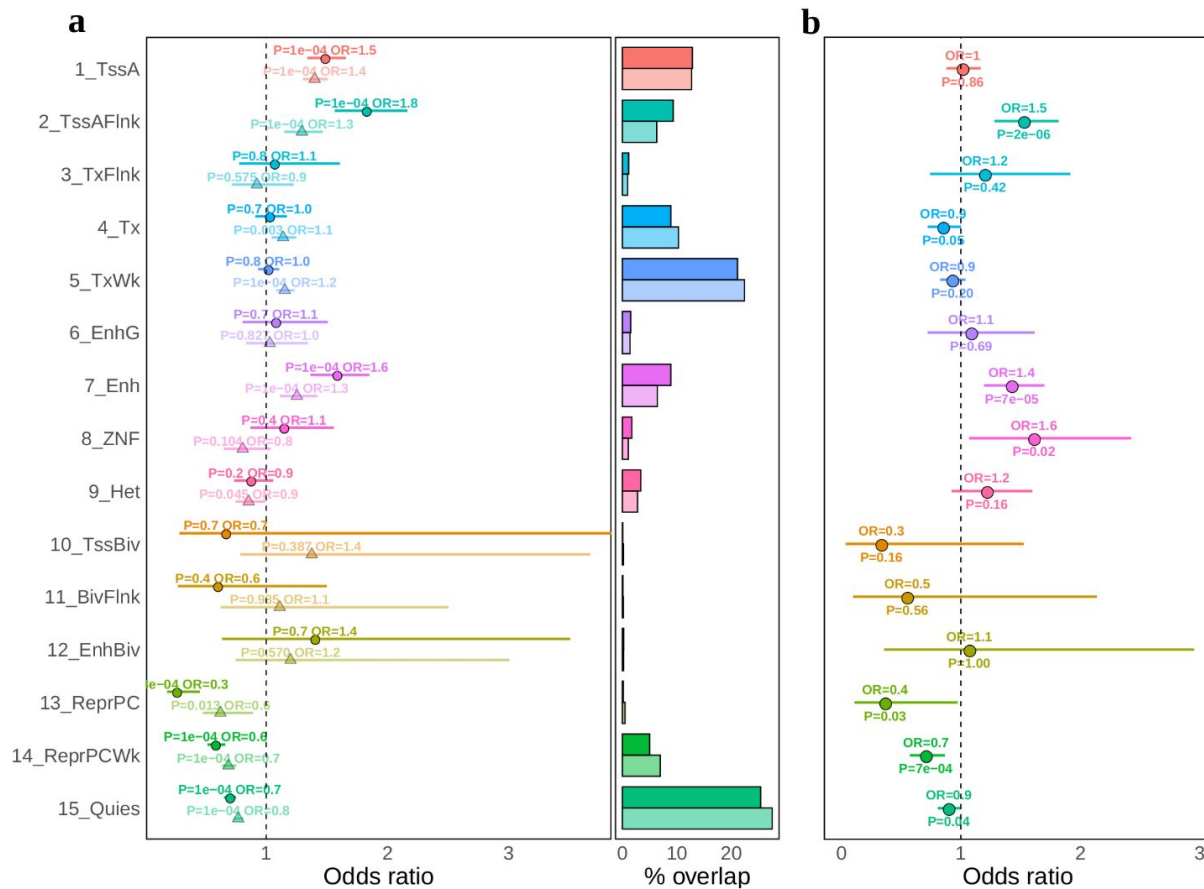 a
b
1_TssA
P=1e−04 OR=1.5
P=1e−04 OR=1.4
OR=1
P=0.86
2_TssAFlnk
P=1e−04 OR=1.8
P=1e−04 OR=1.3
OR=1.5
P=2e−06
3_TxFlnk
P=0.8 OR=1.1
P=0.575 OR=0.9
OR=1.2
P=0.42
4_Tx
P=0.7 OR=1.0
P=0.003 OR=1.1
OR=0.9
P=0.05
5_TxWk
P=0.8 OR=1.0
P=1e−04 OR=1.2
OR=0.9
P=0.20
6_EnhG
P=0.7 OR=1.1
OR=1.0
OR=1.1
P=0.69
7_Enh
P=1e−04 OR=1.6
P=1e−04 OR=1.3
OR=1.4
P=7e−05
8_ZNF
P=0.4 OR=1.1
P=0.104 OR=0.8
OR=1.6
P=0.02
9_Het
P=0.2 OR=0.9
P=0.045 OR=0.9
OR=1.2
P=0.16
10_TssBiv
P=0.7 OR=0.7
P=0.387 OR=1.4
OR=0.3
P=0.16
11_BivFlnk
P=0.4 OR=0.6
OR=1.1
OR=0.5
P=0.56
12_EnhBiv
P=0.7 OR=1.4
P=0.570 OR=1.2
OR=1.1
P=1.00
13_ReprPC
e−04 OR=0.3
P=0.013
OR=0.4
P=0.03
14_ReprPCWk
P=1e−04 OR=0.6
P=1e−04 OR=0.7
OR=0.7
P=7e−04
15_Quies
P=1e−04 OR=0.7
P=1e−04 OR=0.8
OR=0.9
P=0.04
1 2 3
0 10 20
0 1 2 3
Odds ratio
% overlap
Odds ratio